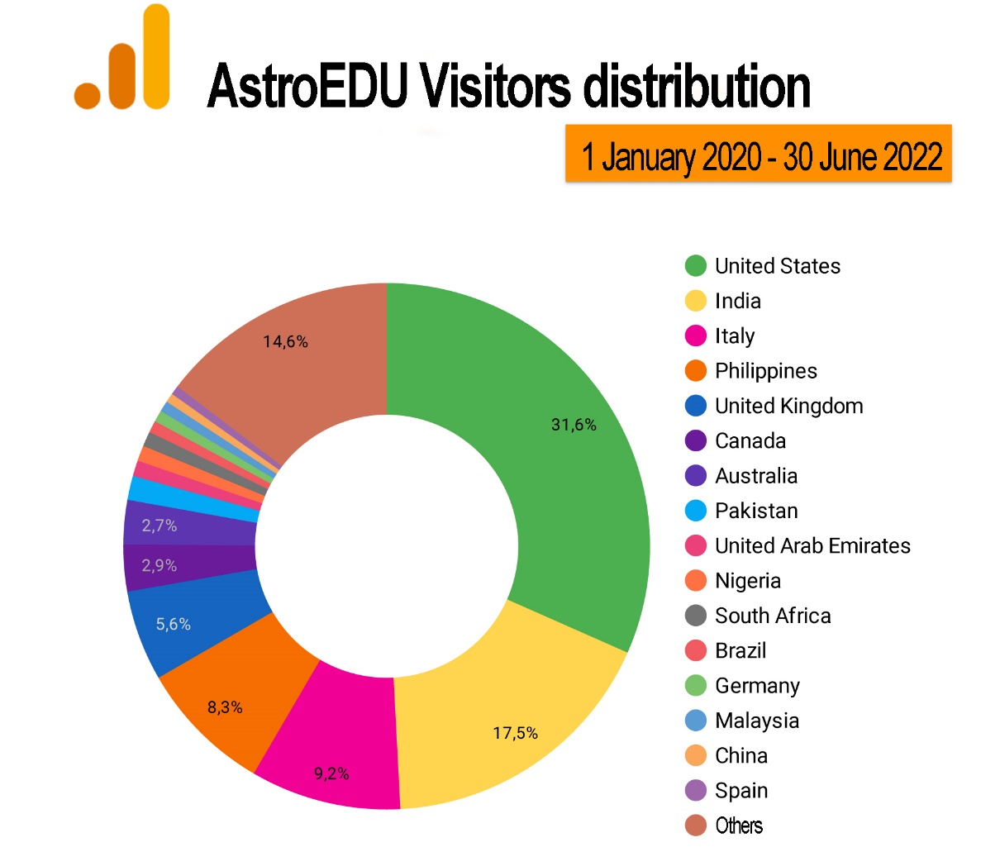 AstroEDU Visitors distribution
1 January 2020 - 30 June 2022
United States
India
Italy
Philippines
United Kingdom
Canada
Australia
Pakistan
United Arab Emirates
Nigeria
South Africa
Brazil
Germany
Malaysia
China
Spain
Others
14,6%
31,6%
2,7%
2,9%
5,6%
8,3%
17,5%
9,2%